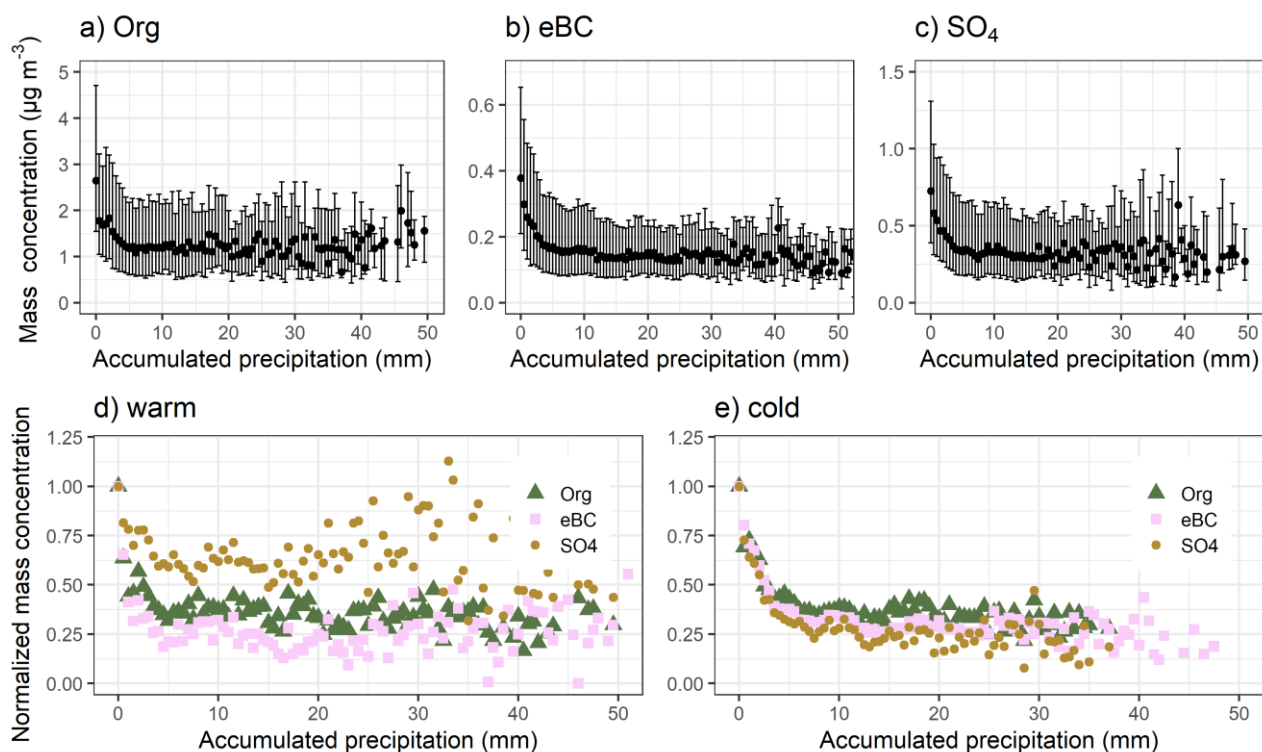 a) Org
b) eBC
c) SO₄
Mass concentration (µg m⁻³)
5
4
3
2
1
0
0.6
0.4
0.2
0.0
1.5
1.0
0.5
0.0
0 10 20 30 40 50
0 10 20 30 40 50
0 10 20 30 40 50
Accumulated precipitation (mm)
Accumulated precipitation (mm)
Accumulated precipitation (mm)
d) warm
e) cold
Normalized mass concentration
1.25
1.00
0.75
0.50
0.25
0.00
Org
eBC
SO4
1.25
1.00
0.75
0.50
0.25
0.00
Org
eBC
SO4
0 10 20 30 40 50
0 10 20 30 40 50
Accumulated precipitation (mm)
Accumulated precipitation (mm)